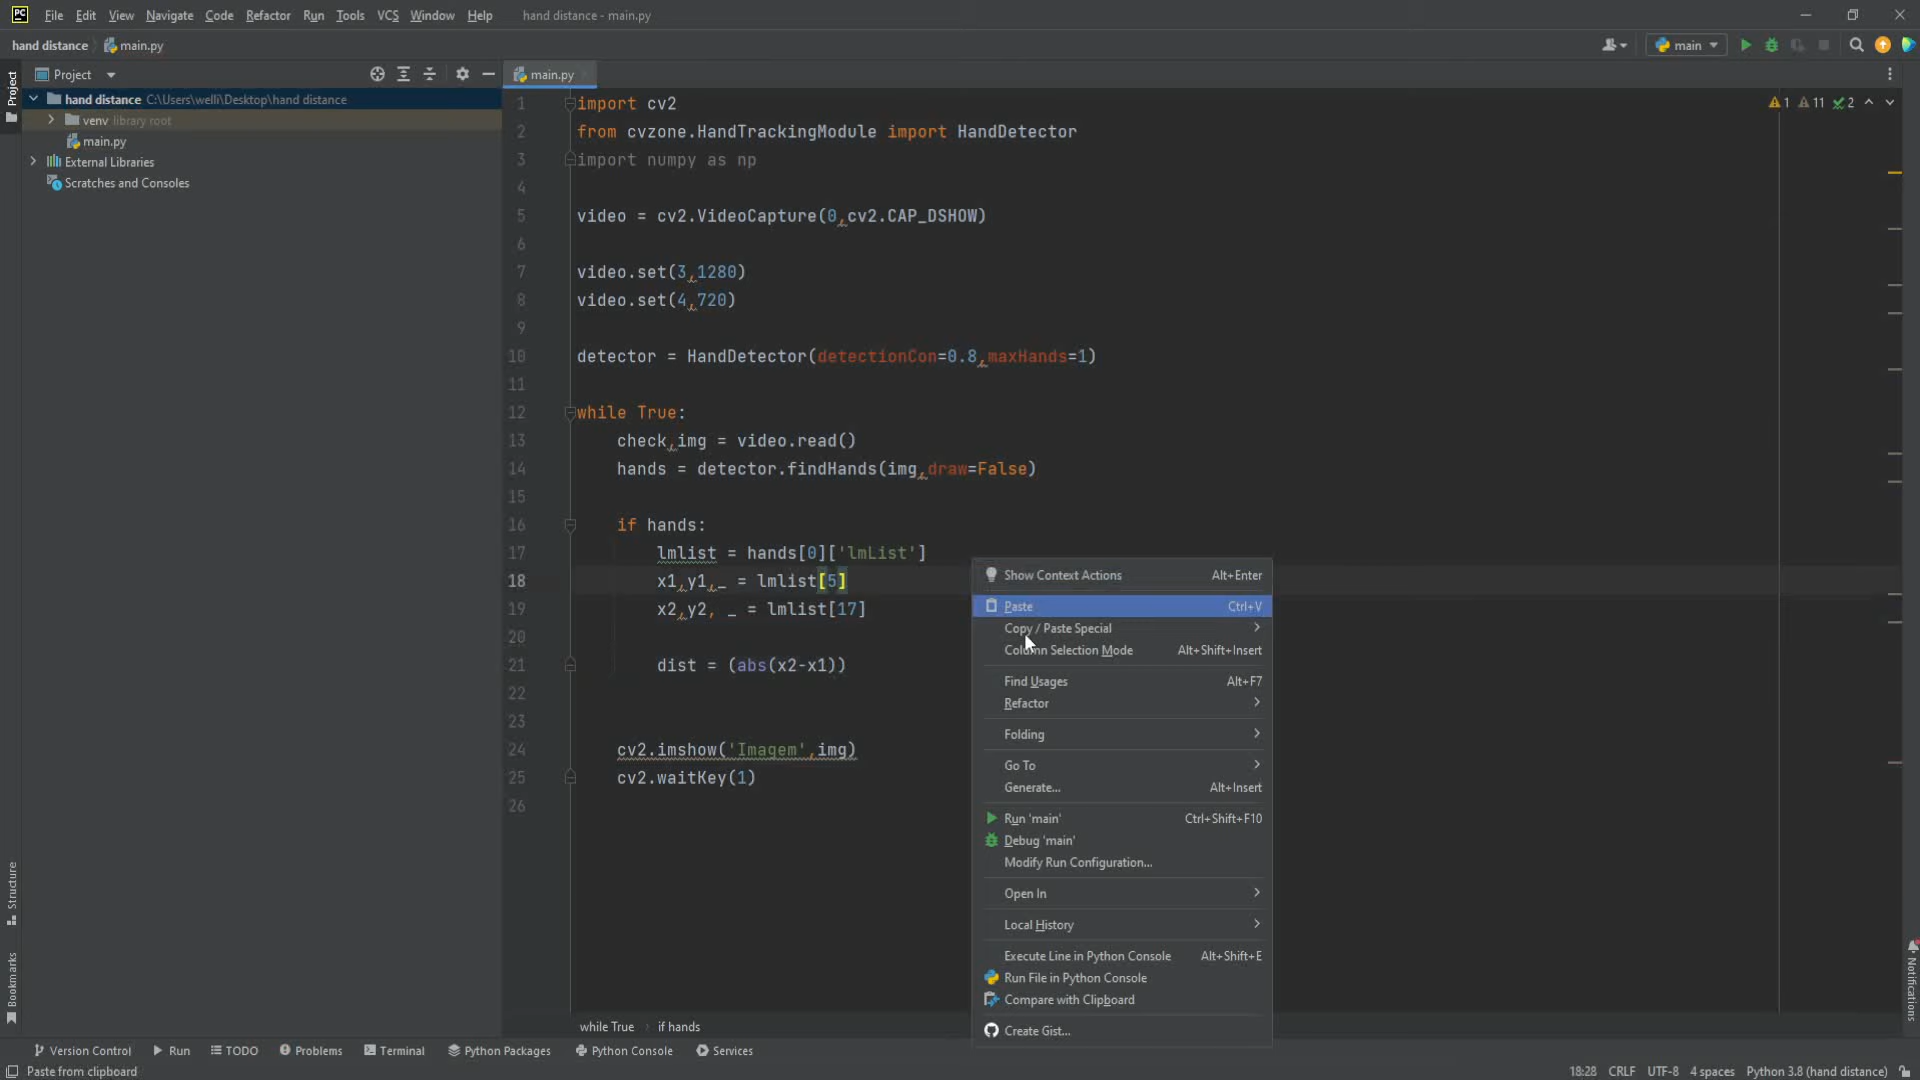 PC File Edit View Navigate Code Refactor Run Tools VCS Window Help hand distance - main.py
hand distance main.py main
Project
main.py
Project
hand distance C:\Users\welli\Desktop\hand distance
venv library root
main.py
External Libraries
Scratches and Consoles
1 11 2
1 import cv2
2 from cvzone.HandTrackingModule import HandDetector
3 import numpy as np
4
5 video = cv2.VideoCapture(0,cv2.CAP_DSHOW)
6
7 video.set(3,1280)
8 video.set(4,720)
9
10 detector = HandDetector(detectionCon=0.8,maxHands=1)
11
12 while True:
13 check,img = video.read()
14 hands = detector.findHands(img,draw=False)
15
16 if hands:
17 lmlist = hands[0]['lmList']
18 x1,y1,_ = lmlist[5]
19 x2,y2, _ = lmlist[17]
20
21 dist = (abs(x2-x1))
22
23
24 cv2.imshow('Imagem',img)
25 cv2.waitKey(1)
26
Show Context Actions Alt+Enter
Paste Ctrl+V
Copy / Paste Special
Column Selection Mode Alt+Shift+Insert
Find Usages Alt+F7
Refactor
Folding
Go To
Generate... Alt+Insert
Run 'main' Ctrl+Shift+F10
Debug 'main'
Modify Run Configuration...
Open In
Local History
Execute Line in Python Console Alt+Shift+E
Run File in Python Console
Compare with Clipboard
Create Gist...
Structure
Bookmarks
Notifications
while True if hands
Version Control Run TODO Problems Terminal Python Packages Python Console Services
Paste from clipboard 18:28 CRLF UTF-8 4 spaces Python 3.8 (hand distance)